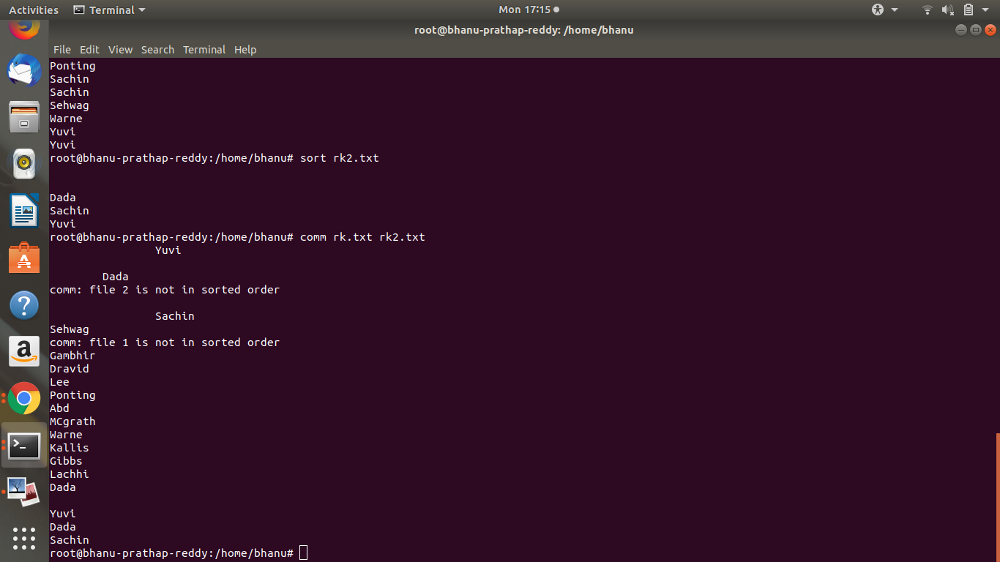 Activities Terminal Mon 17:15
root@bhanu-prathap-reddy: /home/bhanu
File Edit View Search Terminal Help
Ponting
Sachin
Sachin
Sehwag
Warne
Yuvi
Yuvi
root@bhanu-prathap-reddy:/home/bhanu# sort rk2.txt
Dada
Sachin
Yuvi
root@bhanu-prathap-reddy:/home/bhanu# comm rk.txt rk2.txt
Yuvi
Dada
comm: file 2 is not in sorted order
Sachin
Sehwag
comm: file 1 is not in sorted order
Gambhir
Dravid
Lee
Ponting
Abd
MCgrath
Warne
Kallis
Gibbs
Lachhi
Dada
Yuvi
Dada
Sachin
root@bhanu-prathap-reddy:/home/bhanu#